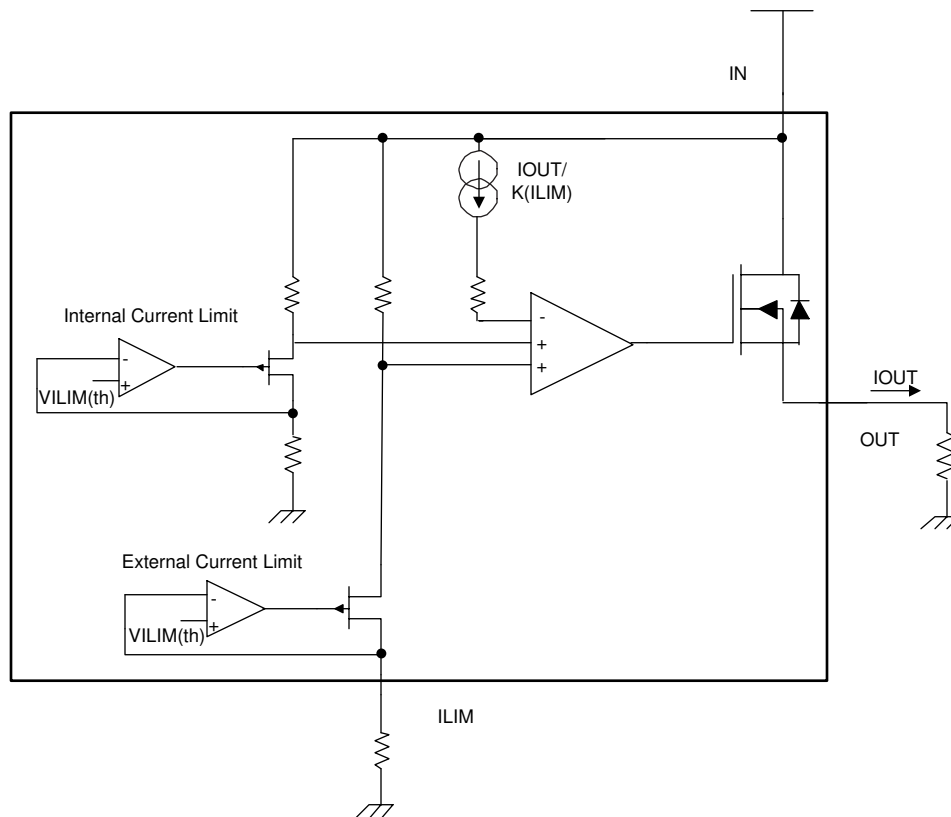 IN
IOUT/
K(ILIM)
-
+
+
Internal Current Limit
-
+
VILIM(th)
IOUT
OUT
External Current Limit
-
+
VILIM(th)
ILIM